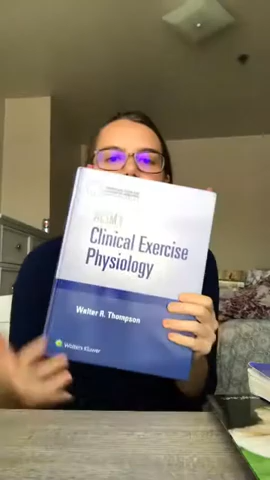 ACSM's
Clinical Exercise
Physiology
Walter R. Thompson
Wolters Kluwer